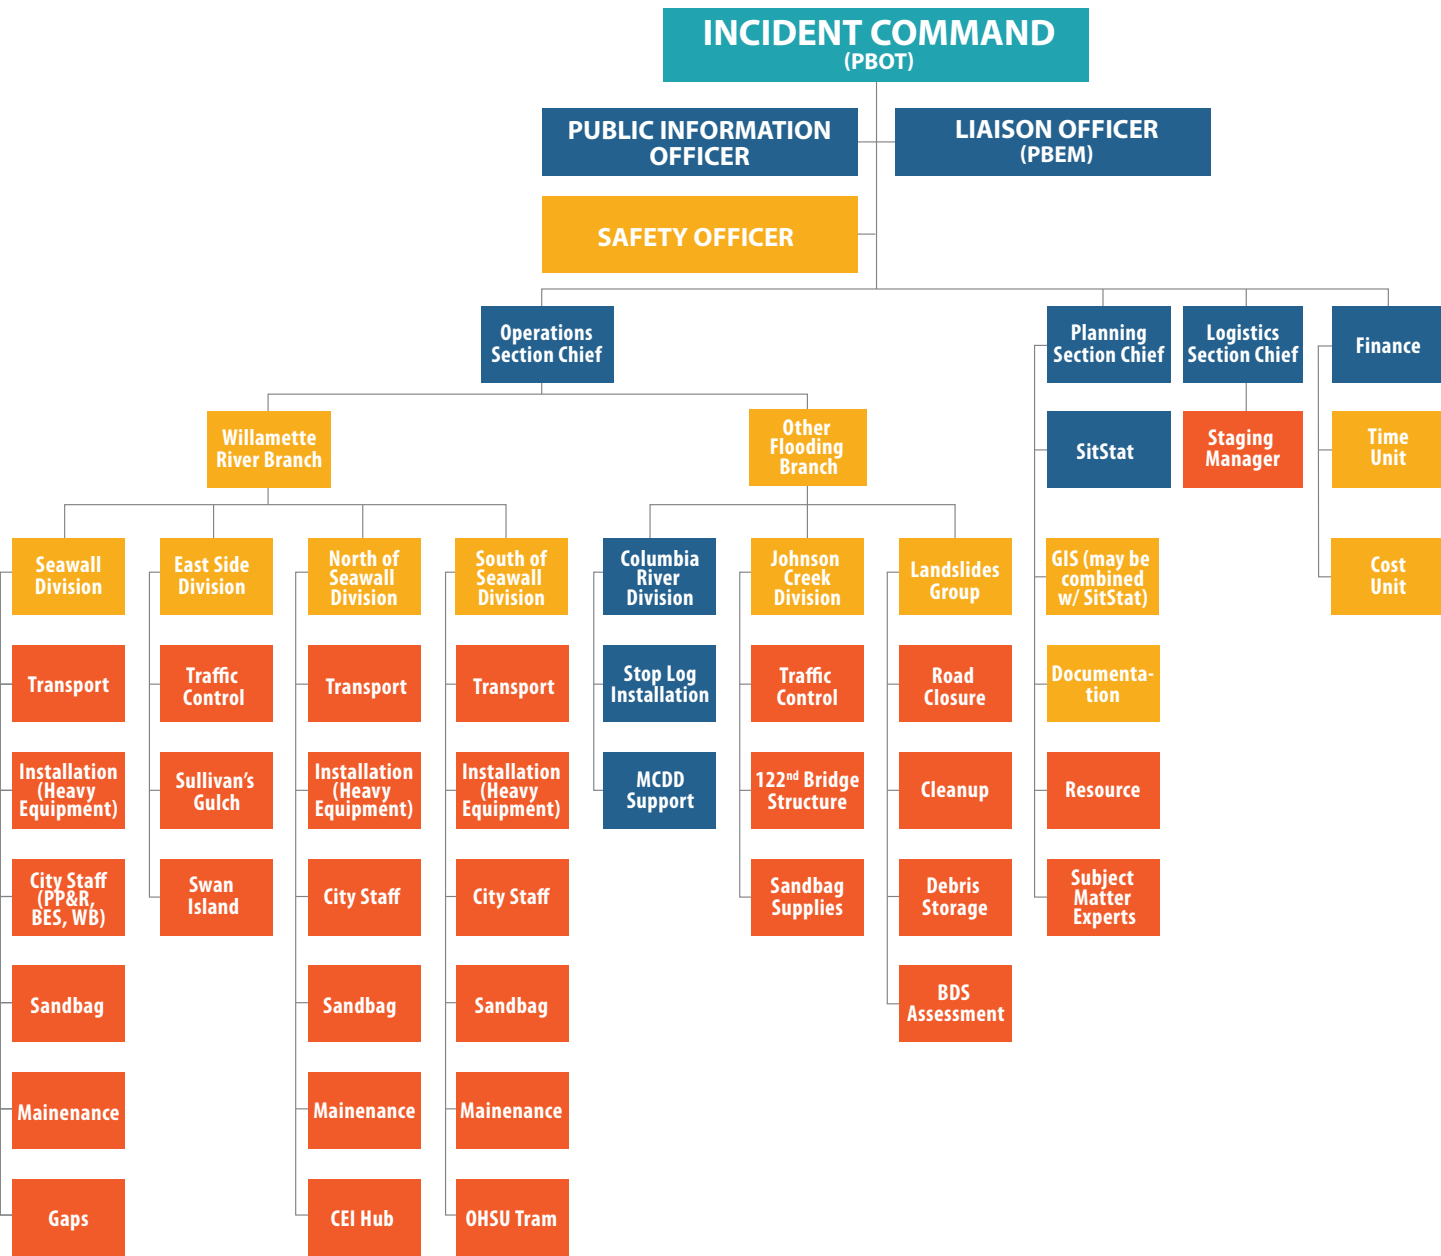 INCIDENT COMMAND
(PBOT)
PUBLIC INFORMATION
OFFICER
LIAISON OFFICER
(PBEM)
SAFETY OFFICER
Operations
Section Chief
Planning
Section Chief
Logistics
Section Chief
Finance
Willamette
River Branch
Other
Flooding
Branch
SitStat
Staging
Manager
Time
Unit
Seawall
Division
East Side
Division
North of
Seawall
Division
South of
Seawall
Division
Columbia
River
Division
Johnson
Creek
Division
Landslides
Group
GIS (may be
combined
w/ SitStat)
Cost
Unit
Transport
Traffic
Control
Transport
Transport
Stop Log
Installation
Traffic
Control
Road
Closure
Documenta-
tion
Installation
(Heavy
Equipment)
Sullivan's
Gulch
Installation
(Heavy
Equipment)
Installation
(Heavy
Equipment)
MCDD
Support
122nd Bridge
Structure
Cleanup
Resource
City Staff
(PP&R,
BES, WB)
Swan
Island
City Staff
City Staff
Sandbag
Supplies
Debris
Storage
Subject
Matter
Experts
Sandbag
Sandbag
Sandbag
BDS
Assessment
Mainenance
Mainenance
Mainenance
Gaps
CEI Hub
OHSU Tram